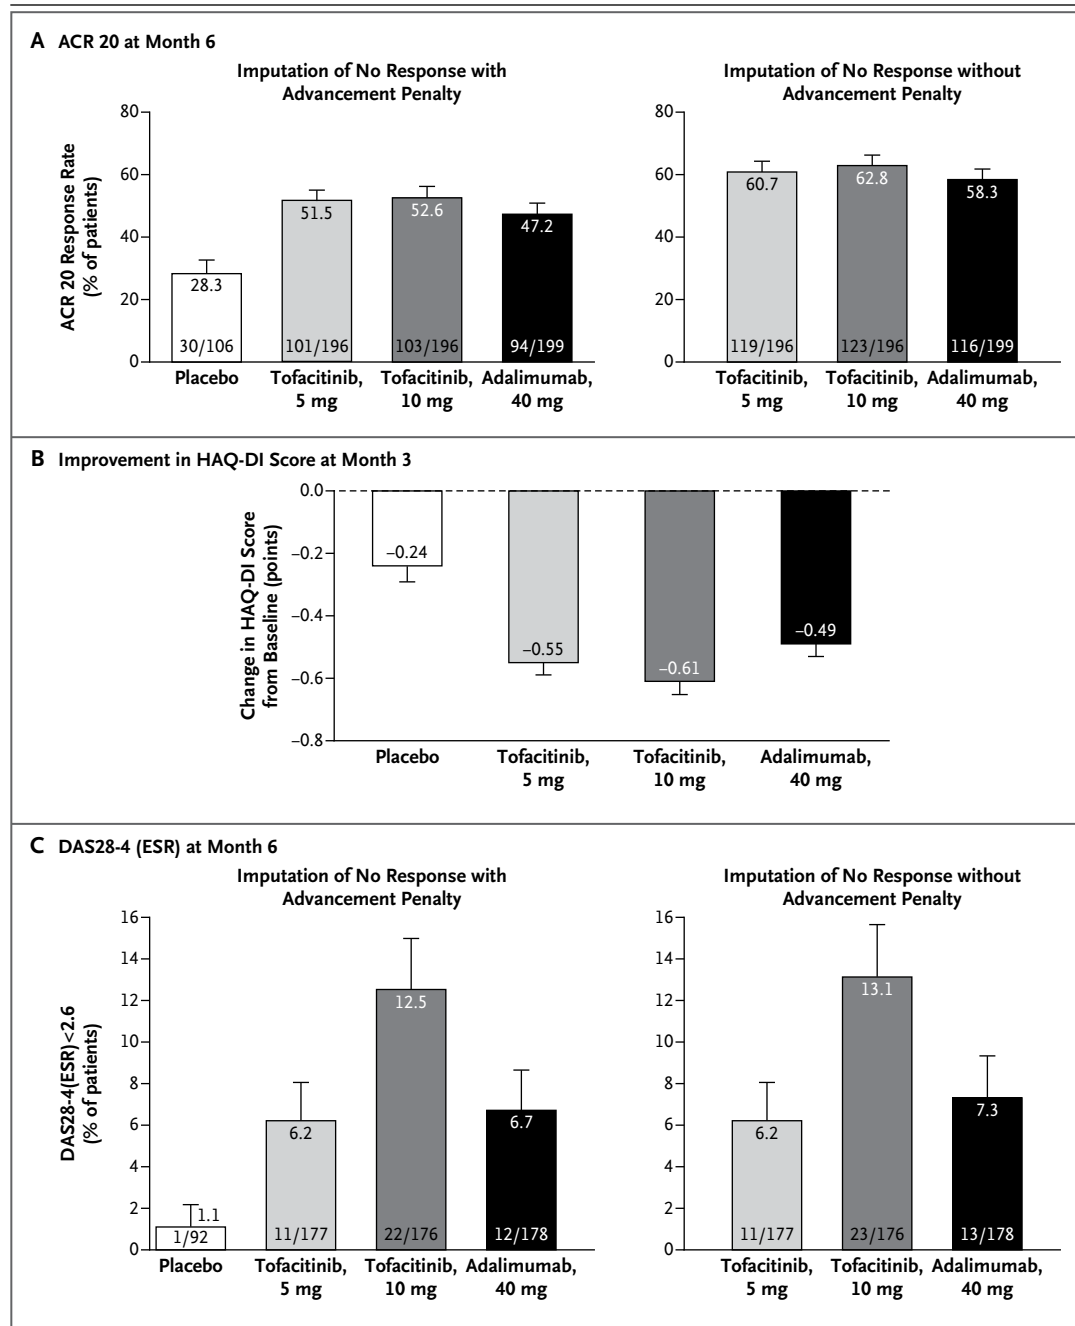 A ACR 20 at Month 6
Imputation of No Response with
Advancement Penalty
ACR 20 Response Rate
(% of patients)
80
60
40
20
0
28.3
51.5
52.6
47.2
30/106
101/196
103/196
94/199
Placebo
Tofacitinib,
5 mg
Tofacitinib,
10 mg
Adalimumab,
40 mg
Imputation of No Response without
Advancement Penalty
80
60
40
20
0
60.7
62.8
58.3
119/196
123/196
116/199
Tofacitinib,
5 mg
Tofacitinib,
10 mg
Adalimumab,
40 mg
B Improvement in HAQ-DI Score at Month 3
Change in HAQ-DI Score
from Baseline (points)
0.0
–0.2
–0.4
–0.6
–0.8
–0.24
–0.55
–0.61
–0.49
Placebo
Tofacitinib,
5 mg
Tofacitinib,
10 mg
Adalimumab,
40 mg
C DAS28-4 (ESR) at Month 6
Imputation of No Response with
Advancement Penalty
DAS28-4(ESR)<2.6
(% of patients)
16
14
12
10
8
6
4
2
0
1.1
6.2
12.5
6.7
1/92
11/177
22/176
12/178
Placebo
Tofacitinib,
5 mg
Tofacitinib,
10 mg
Adalimumab,
40 mg
Imputation of No Response without
Advancement Penalty
16
14
12
10
8
6
4
2
0
6.2
13.1
7.3
11/177
23/176
13/178
Tofacitinib,
5 mg
Tofacitinib,
10 mg
Adalimumab,
40 mg